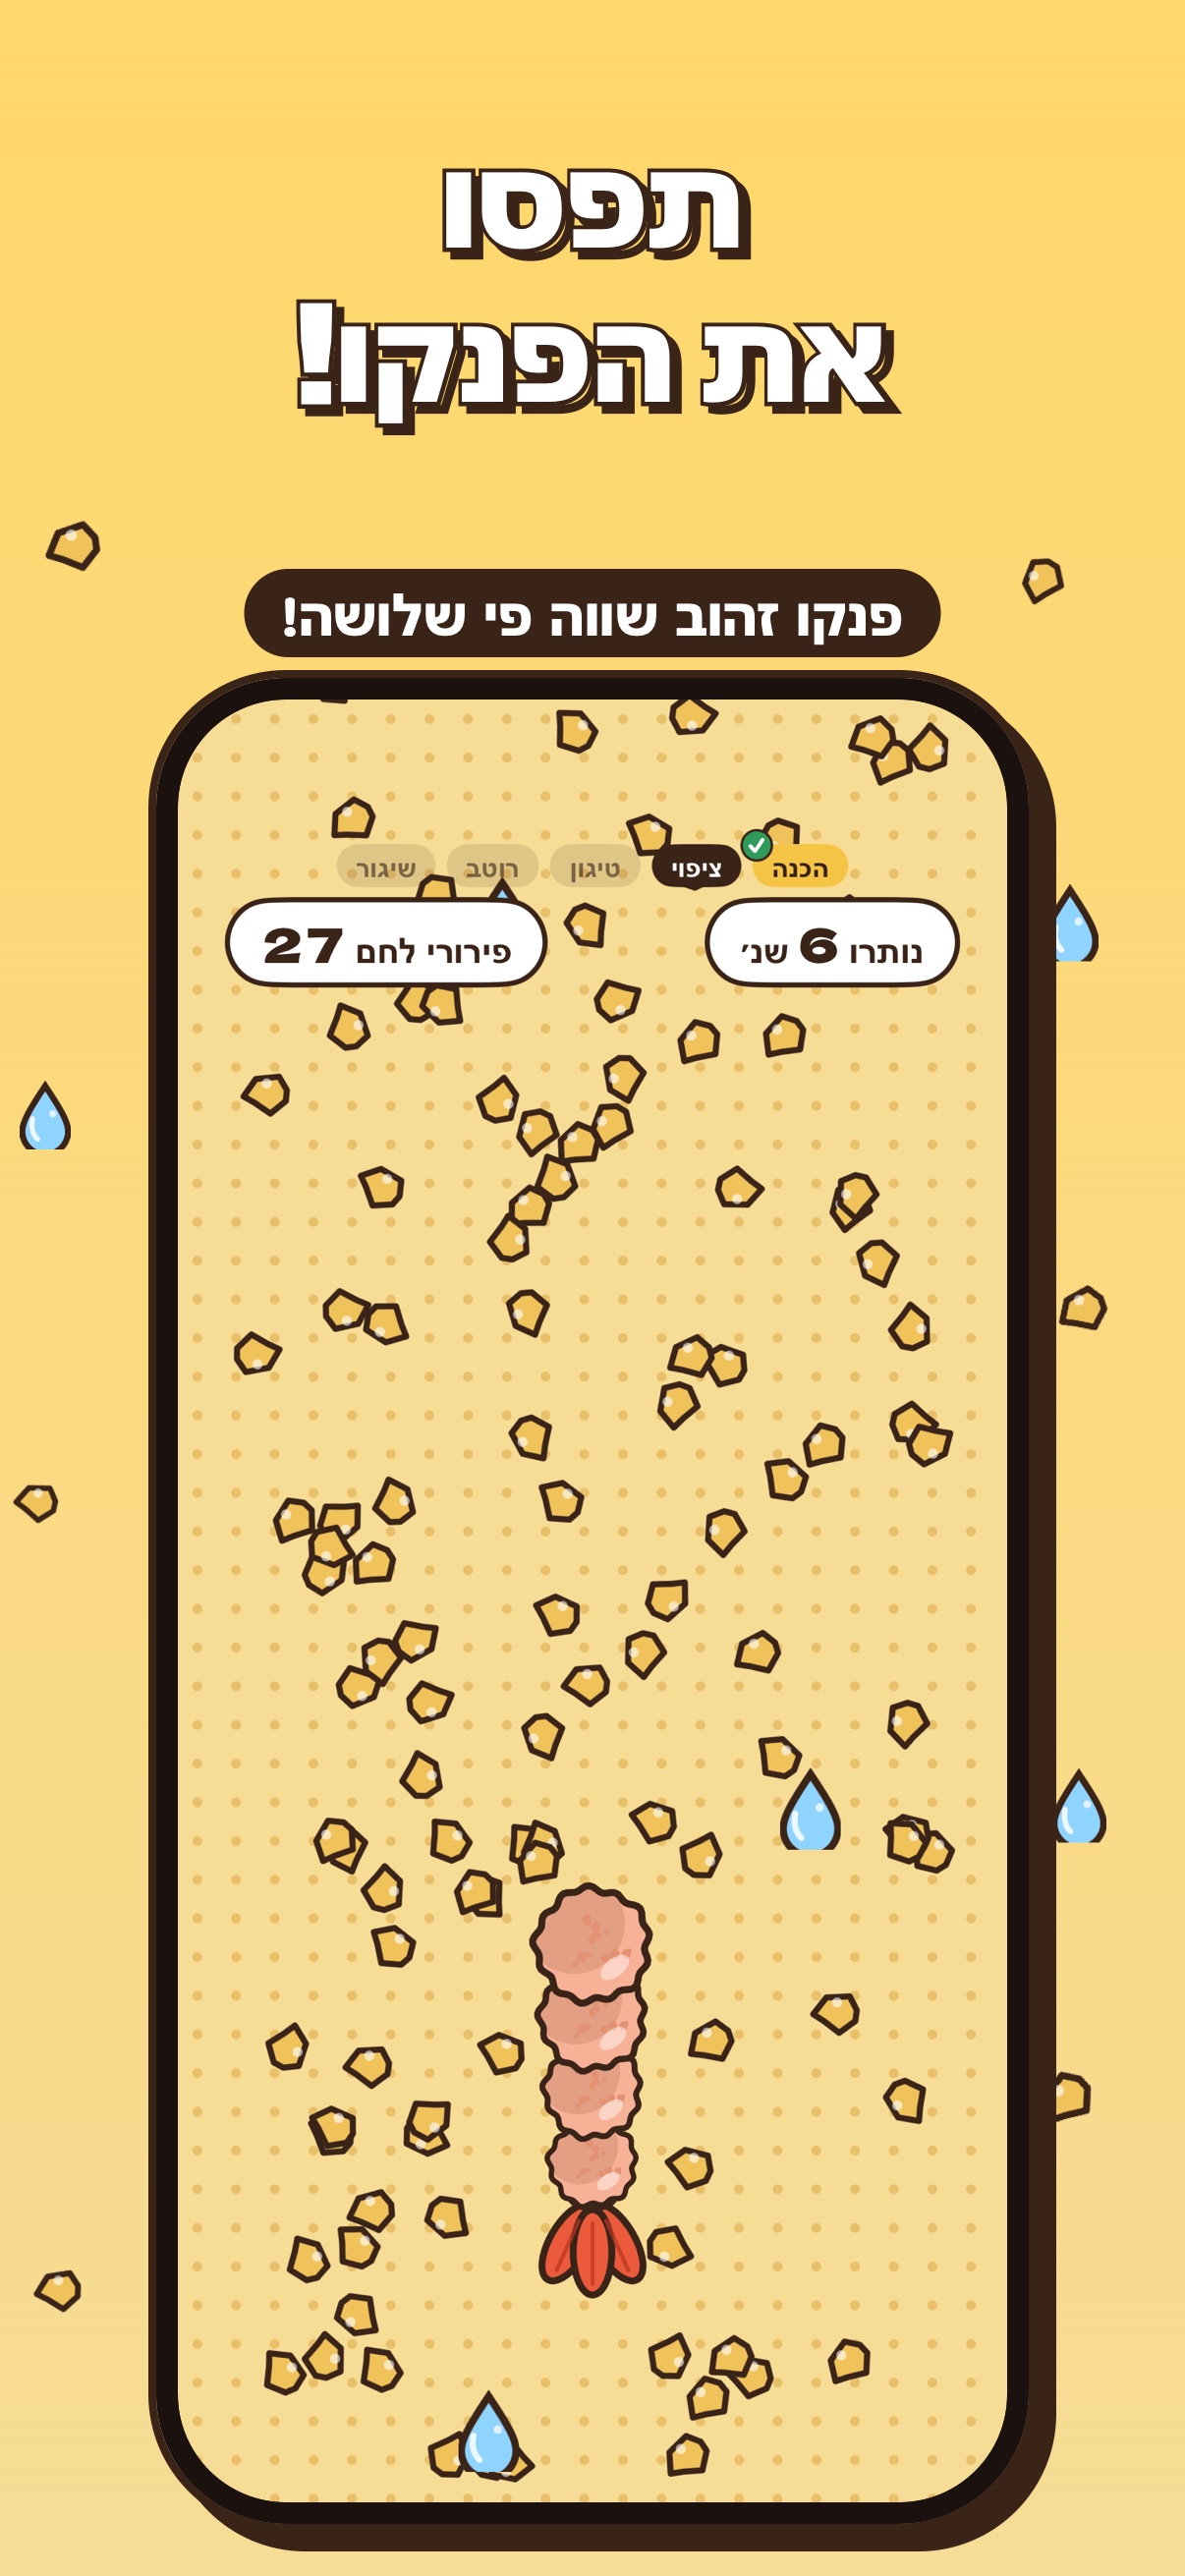 תפסו
את הפנקו!
פנקו זהוב שווה פי שלושה!
הכנה ציפוי טיגון רוטב שיגור
נותרו 6 שנ׳ פירורי לחם 27